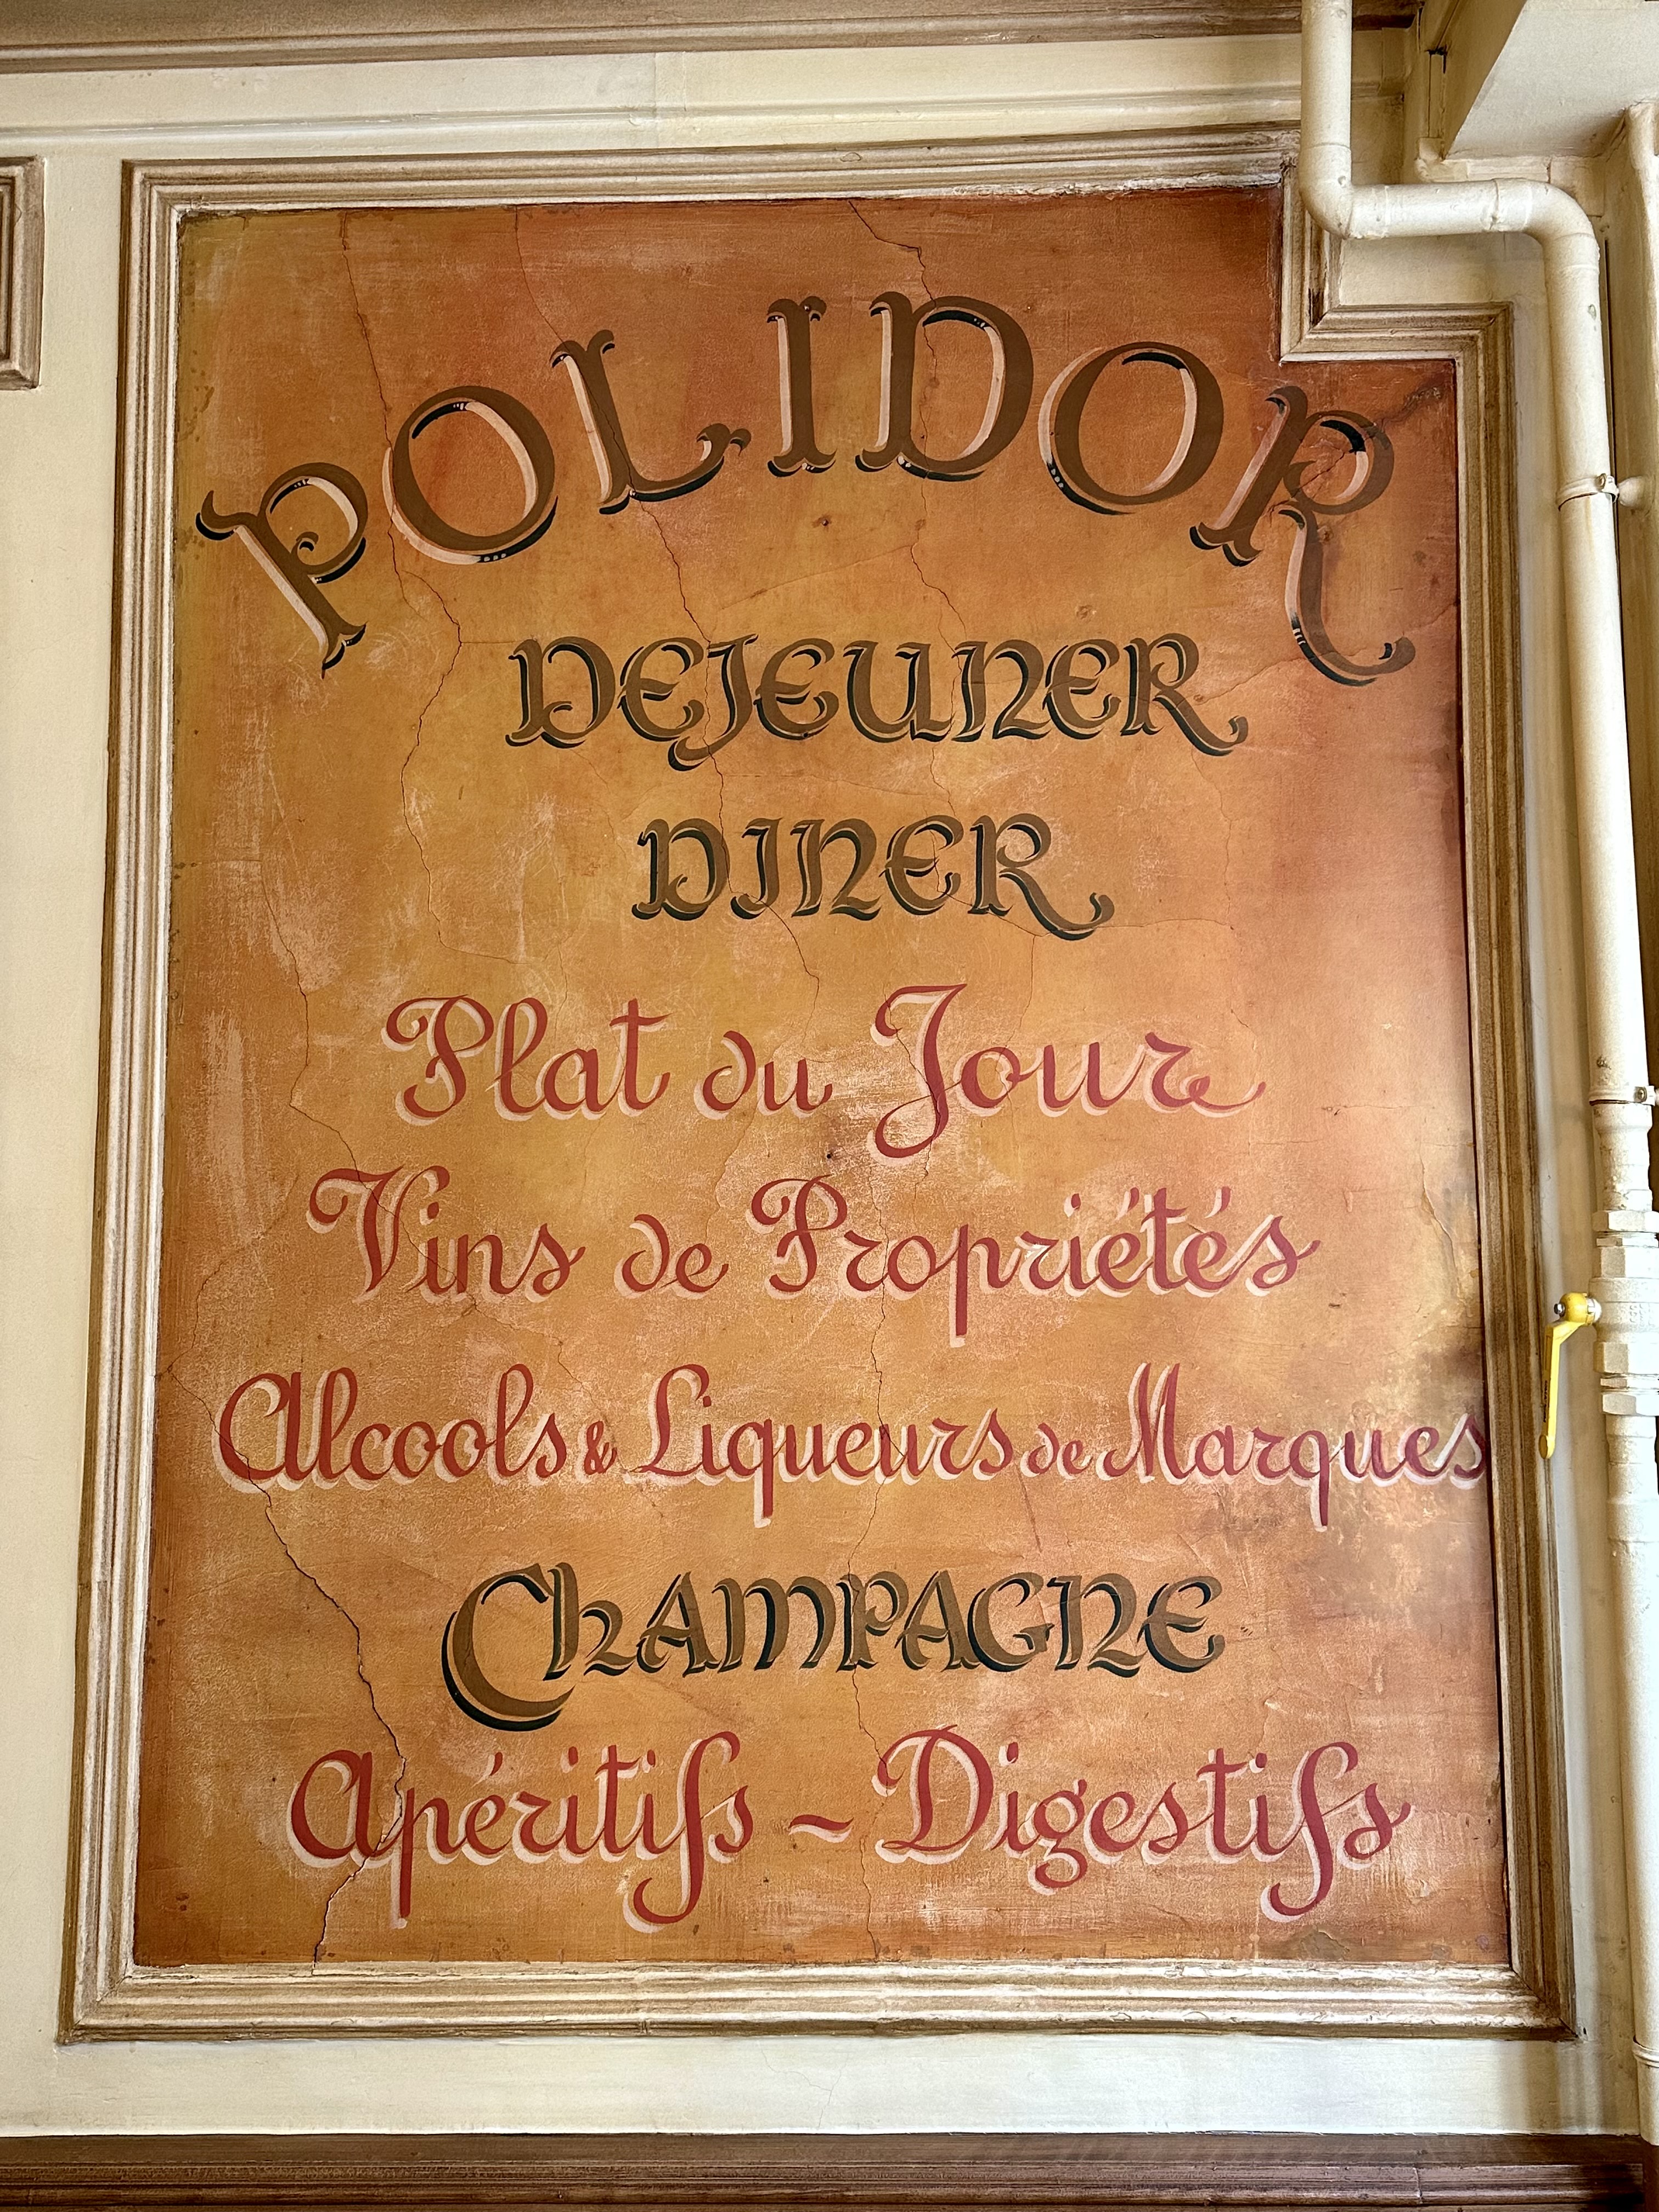 POLIDOR
DEJEUNER
DINER
Plat du Jour
Vins de Propriétés
Alcools & Liqueurs de Marques
CHAMPAGNE
Apéritifs ~ Digestifs